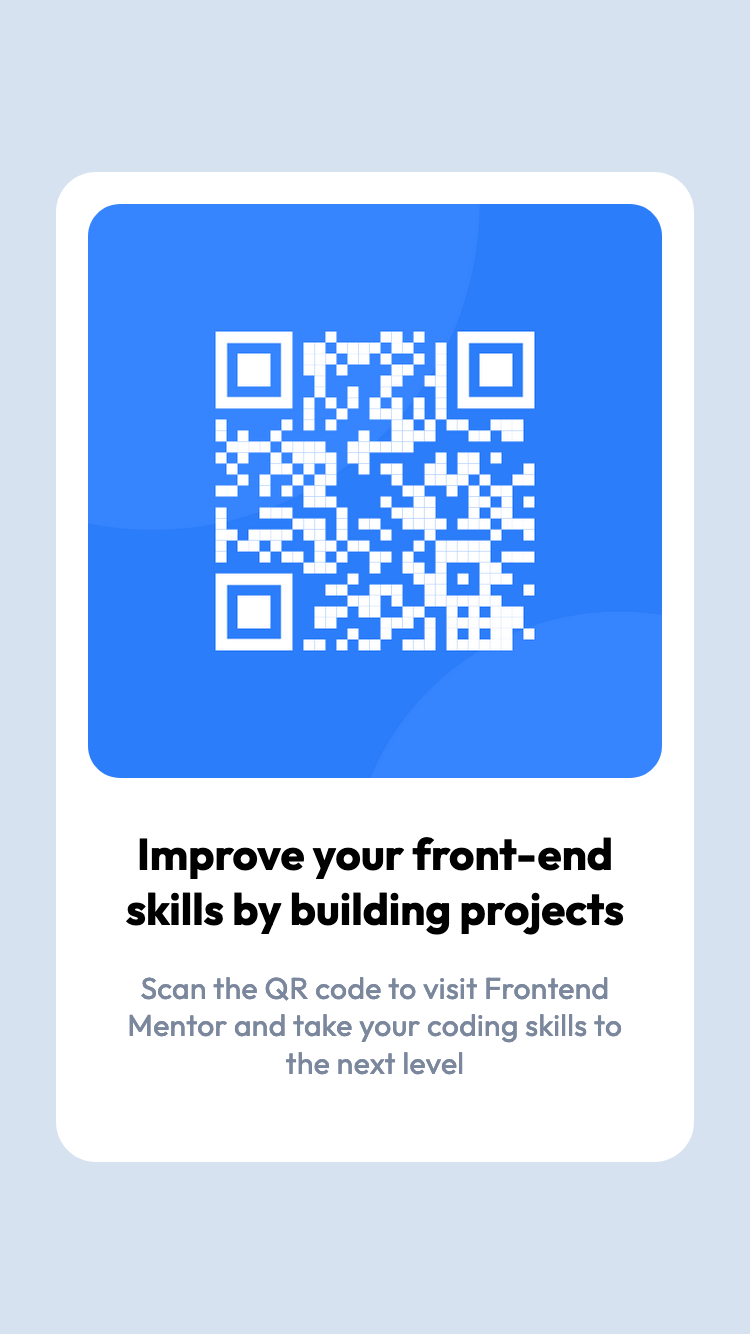 Improve your front-end
skills by building projects
Scan the QR code to visit Frontend
Mentor and take your coding skills to
the next level